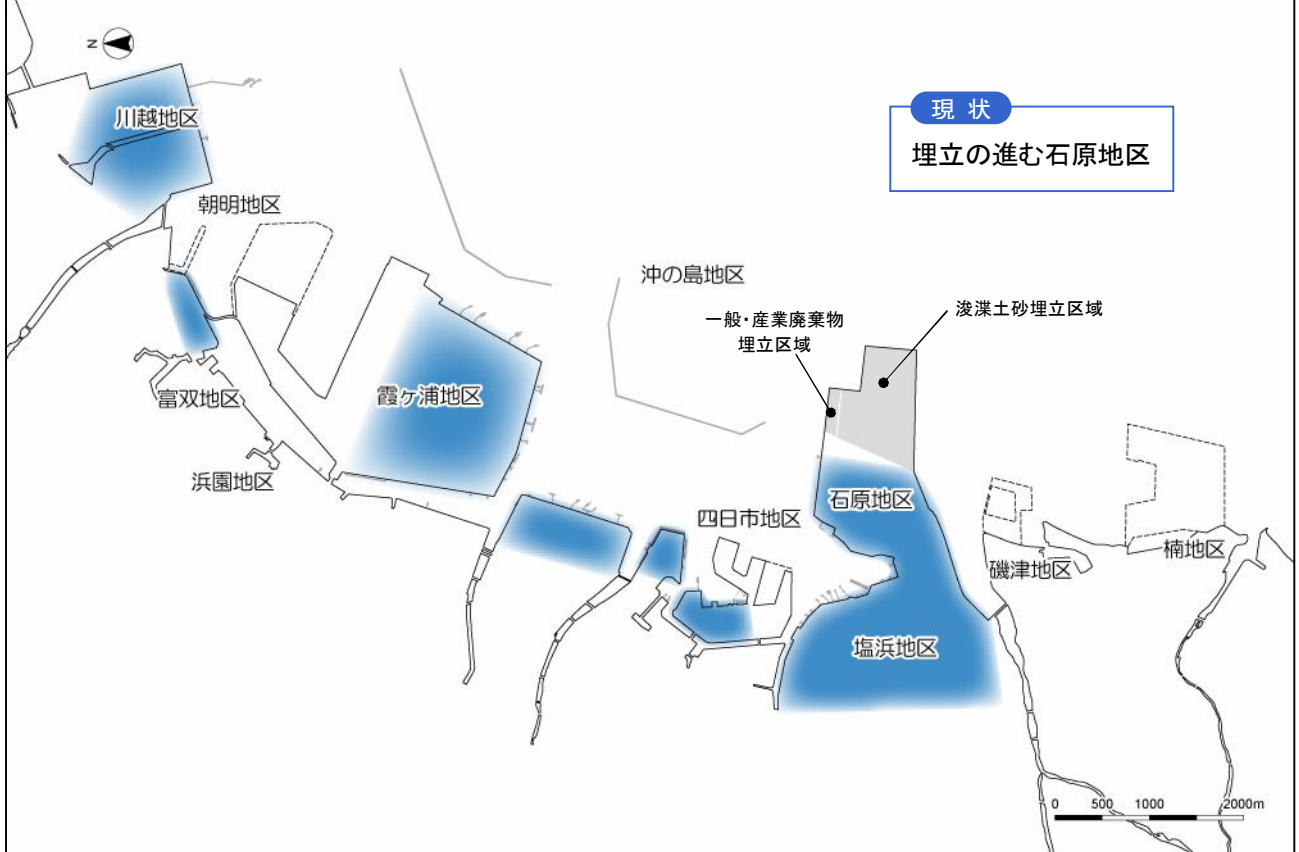 N
川越地区
現 状
埋立の進む石原地区
朝明地区
沖の島地区
一般・産業廃棄物
埋立区域
浚渫土砂埋立区域
富双地区
霞ヶ浦地区
浜園地区
石原地区
四日市地区
楠地区
磯津地区
塩浜地区
0 500 1000 2000m